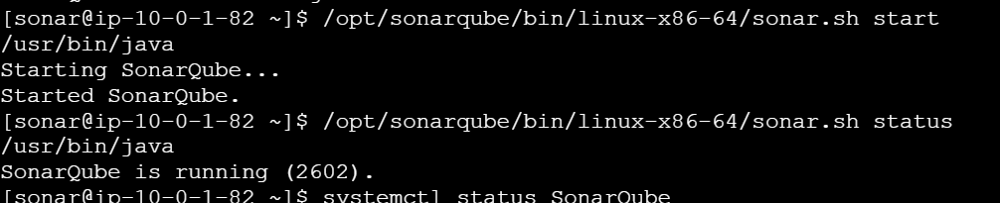 [sonar@ip-10-0-1-82 ~]$ /opt/sonarqube/bin/linux-x86-64/sonar.sh start
/usr/bin/java
Starting SonarQube...
Started SonarQube.
[sonar@ip-10-0-1-82 ~]$ /opt/sonarqube/bin/linux-x86-64/sonar.sh status
/usr/bin/java
SonarQube is running (2602).
[sonar@ip-10-0-1-82 ~]$ systemctl status SonarQube